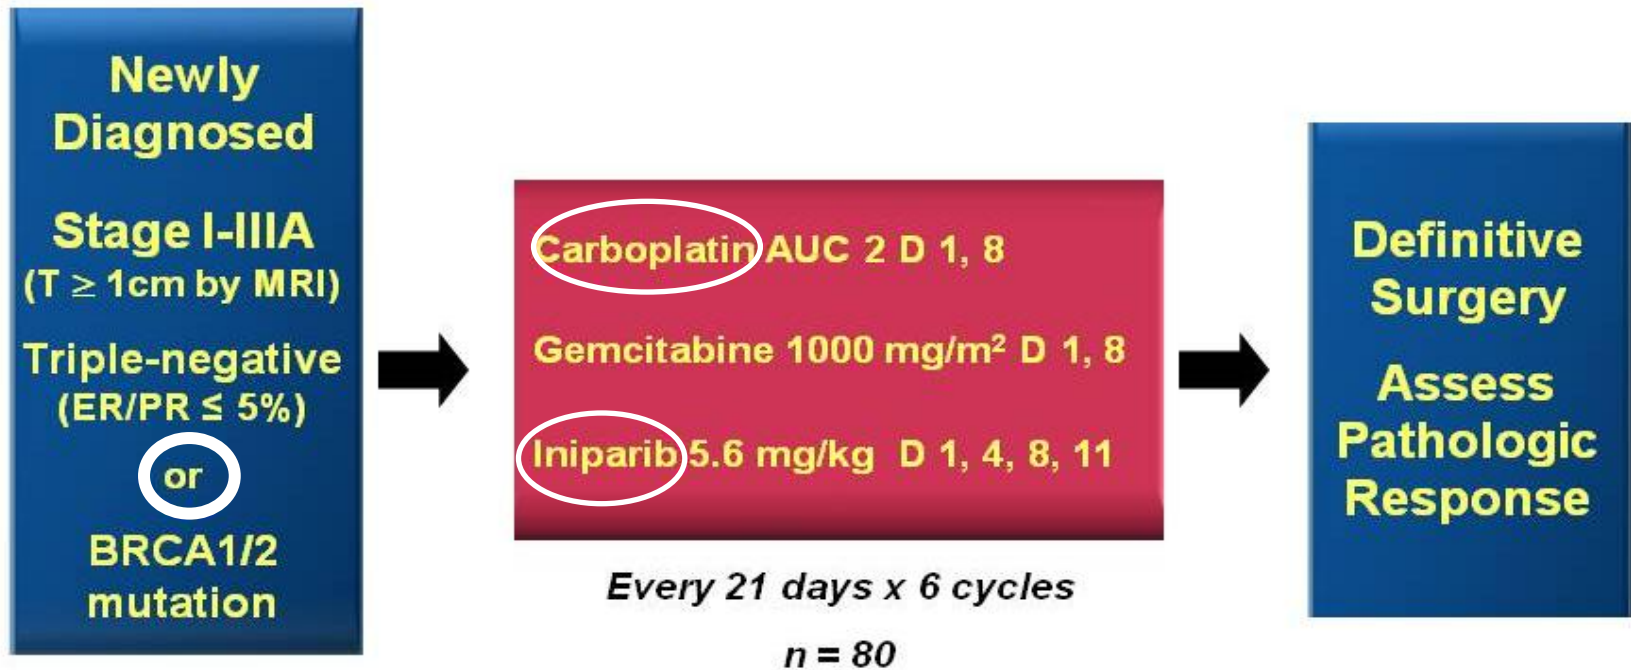 Newly
Diagnosed
Stage I-IIIA
(T ≥ 1cm by MRI)
Triple-negative
(ER/PR ≤ 5%)
or
BRCA1/2
mutation
Carboplatin AUC 2 D 1, 8
Gemcitabine 1000 mg/m² D 1, 8
Iniparib 5.6 mg/kg D 1, 4, 8, 11
Every 21 days x 6 cycles
n = 80
Definitive
Surgery
Assess
Pathologic
Response